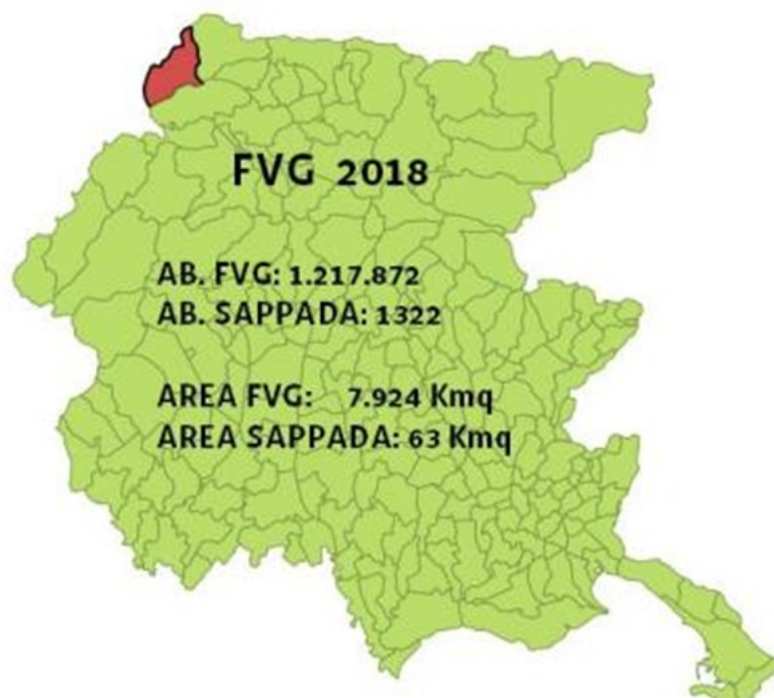 FVG 2018
AB. FVG: 1.217.872
AB. SAPPADA: 1322
AREA FVG: 7.924 Kmq
AREA SAPPADA: 63 Kmq